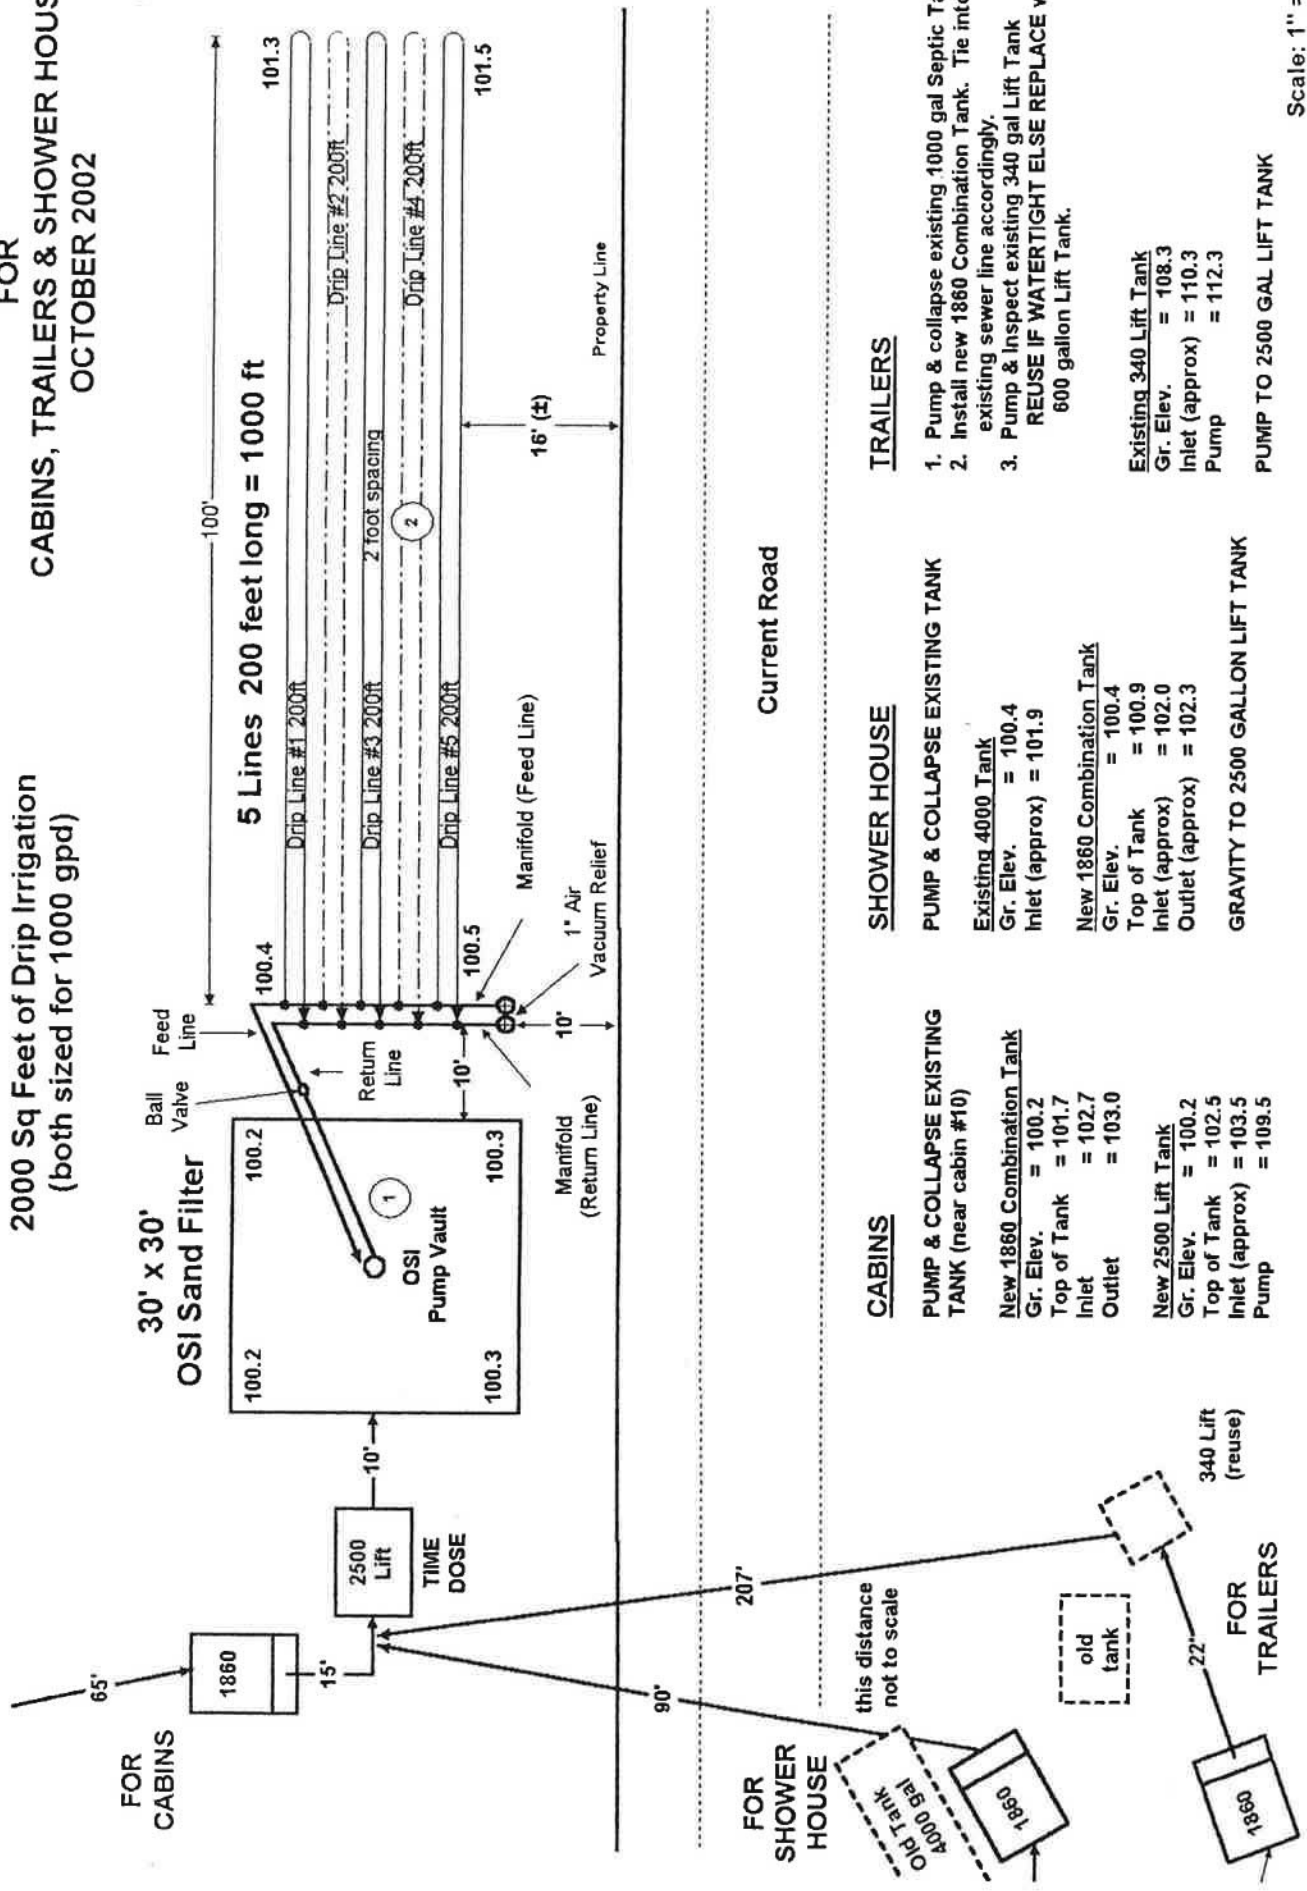 2000 Sq Feet of Drip Irrigation
(both sized for 1000 gpd)
FOR
CABINS, TRAILERS & SHOWER
OCTOBER 2002
30' x 30'
OSI Sand Filter
Ball
Valve
Feed
Line
100'
5 Lines 200 feet long = 1000 ft
100.4
101.3
100.2
100.2
Return
Line
Drip Line #1 200ft
Drip Line #2 200ft
Drip Line #3 200ft
2 foot spacing
Drip Line #4 200ft
Drip Line #5 200ft
1
2
OSI
Pump Vault
100.3
100.3
10'
100.5
101.5
Manifold
(Return Line)
Manifold (Feed Line)
1" Air
Vacuum Relief
10'
16' (±)
Property Line
65'
FOR
CABINS
1860
15'
2500
Lift
TIME
DOSE
10'
90'
207'
Current Road
FOR
SHOWER
HOUSE
this distance
not to scale
Old Tank
4000 gal
1860
old
tank
1860
22'
FOR
TRAILERS
340 Lift
(reuse)
CABINS
PUMP & COLLAPSE EXISTING
TANK (near cabin #10)
New 1860 Combination Tank
Gr. Elev. = 100.2
Top of Tank = 101.7
Inlet = 102.7
Outlet = 103.0
New 2500 Lift Tank
Gr. Elev. = 100.2
Top of Tank = 102.5
Inlet (approx) = 103.5
Pump = 109.5
SHOWER HOUSE
PUMP & COLLAPSE EXISTING TANK
Existing 4000 Tank
Gr. Elev. = 100.4
Inlet (approx) = 101.9
New 1860 Combination Tank
Gr. Elev. = 100.4
Top of Tank = 100.9
Inlet (approx) = 102.0
Outlet (approx) = 102.3
GRAVITY TO 2500 GALLON LIFT TANK
TRAILERS
1. Pump & collapse existing 1000 gal Septic
2. Install new 1860 Combination Tank. Tie into
existing sewer line accordingly.
3. Pump & Inspect existing 340 gal Lift Tank
REUSE IF WATERTIGHT ELSE REPLACE
600 gallon Lift Tank.
Existing 340 Lift Tank
Gr. Elev. = 108.3
Inlet (approx) = 110.3
Pump = 112.3
PUMP TO 2500 GAL LIFT TANK
Scale: 1" =